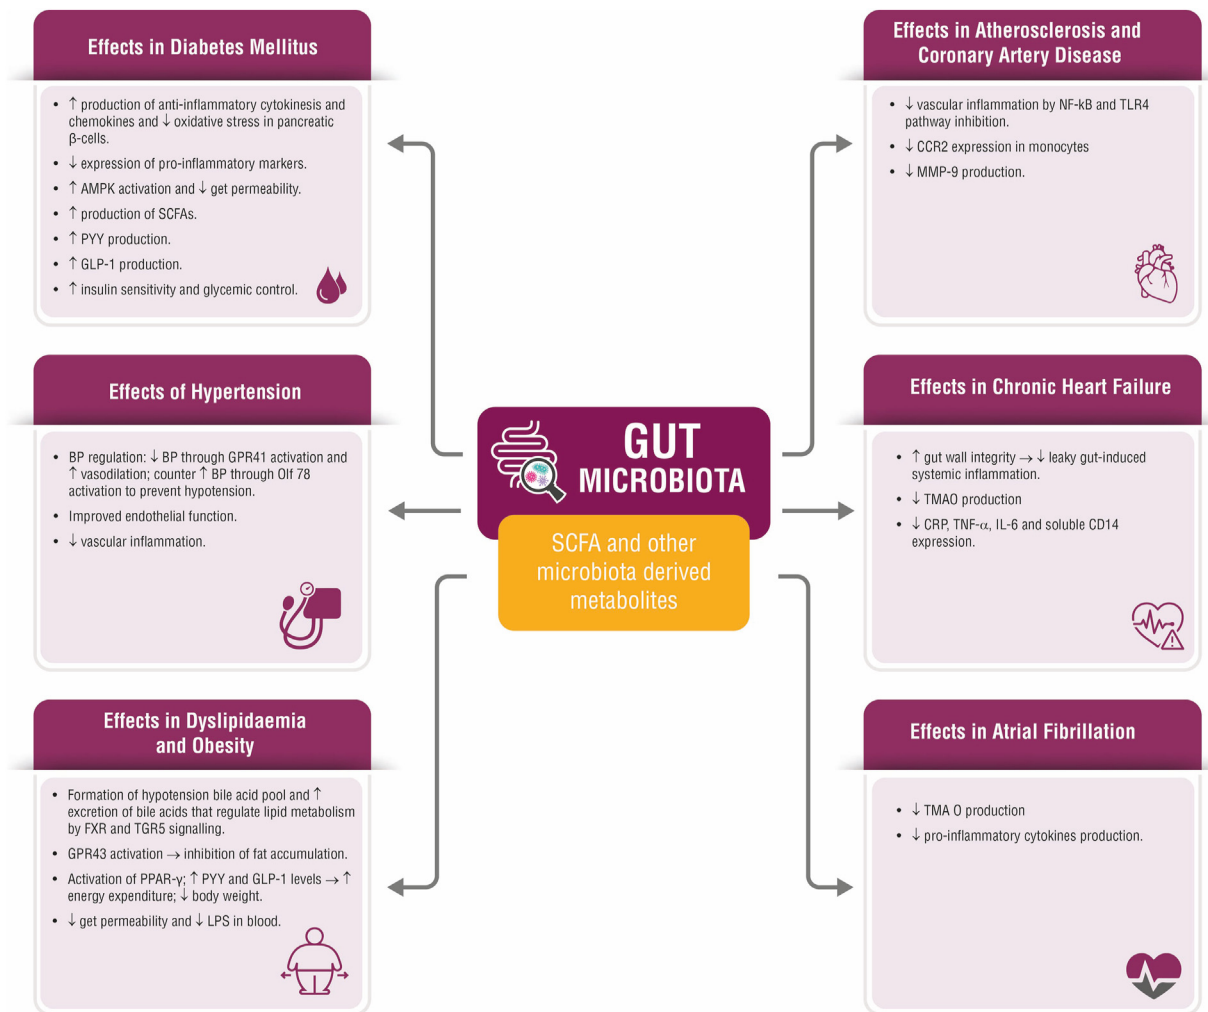 Effects in Diabetes Mellitus
• ↑ production of anti-inflammatory cytokinesis and
chemokines and ↓ oxidative stress in pancreatic
β-cells.
• ↓ expression of pro-inflammatory markers.
• ↑ AMPK activation and ↓ get permeability.
• ↑ production of SCFAs.
• ↑ PYY production.
• ↑ GLP-1 production.
• ↑ insulin sensitivity and glycemic control.
Effects of Hypertension
• BP regulation: ↓ BP through GPR41 activation and
↑ vasodilation; counter ↑ BP through Olf 78
activation to prevent hypotension.
• Improved endothelial function.
• ↓ vascular inflammation.
Effects in Dyslipidaemia
and Obesity
• Formation of hypotension bile acid pool and ↑
excretion of bile acids that regulate lipid metabolism
by FXR and TGR5 signalling.
• GPR43 activation → inhibition of fat accumulation.
• Activation of PPAR-γ; ↑ PYY and GLP-1 levels → ↑
energy expenditure; ↓ body weight.
• ↓ get permeability and ↓ LPS in blood.
GUT
MICROBIOTA
SCFA and other
microbiota derived
metabolites
Effects in Atherosclerosis and
Coronary Artery Disease
• ↓ vascular inflammation by NF-kB and TLR4
pathway inhibition.
• ↓ CCR2 expression in monocytes
• ↓ MMP-9 production.
Effects in Chronic Heart Failure
• ↑ gut wall integrity → ↓ leaky gut-induced
systemic inflammation.
• ↓ TMAO production
• ↓ CRP, TNF-α, IL-6 and soluble CD14
expression.
Effects in Atrial Fibrillation
• ↓ TMA O production
• ↓ pro-inflammatory cytokines production.